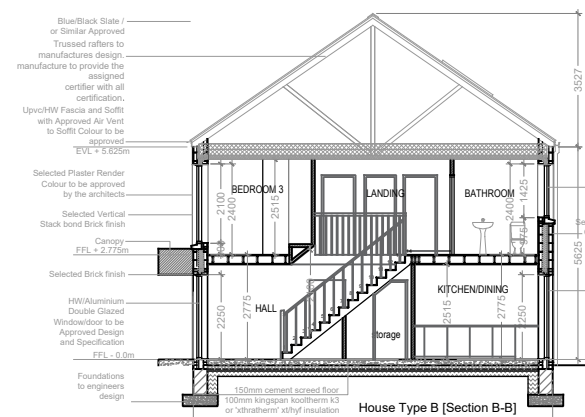 Blue/Black Slate /
or Similar Approved
Trussed rafters to
manufactures design.
manufacture to provide the
assigned
certifier with all
certification.
Upvc/HW Fascia and Soffit
with Approved Air Vent
to Soffit Colour to be
approved
EVL + 5.625m
Selected Plaster Render
Colour to be approved
by the architects
Selected Vertical
Stack bond Brick finish
Canopy
FFL + 2.775m
Selected Brick finish
HW/Aluminium
Double Glazed
Window/door to be
Approved Design
and Specification
FFL - 0.0m
Foundations
to engineers
design
3527
BEDROOM 3
LANDING
BATHROOM
2100
2400
2515
2400
1425
975
5625
HALL
KITCHEN/DINING
Storage
2250
2775
2515
2775
2250
150mm cement screed floor
100mm kingspan kooltherm k3
or 'xthratherm' xt/hyf insulation
House Type B [Section B-B]